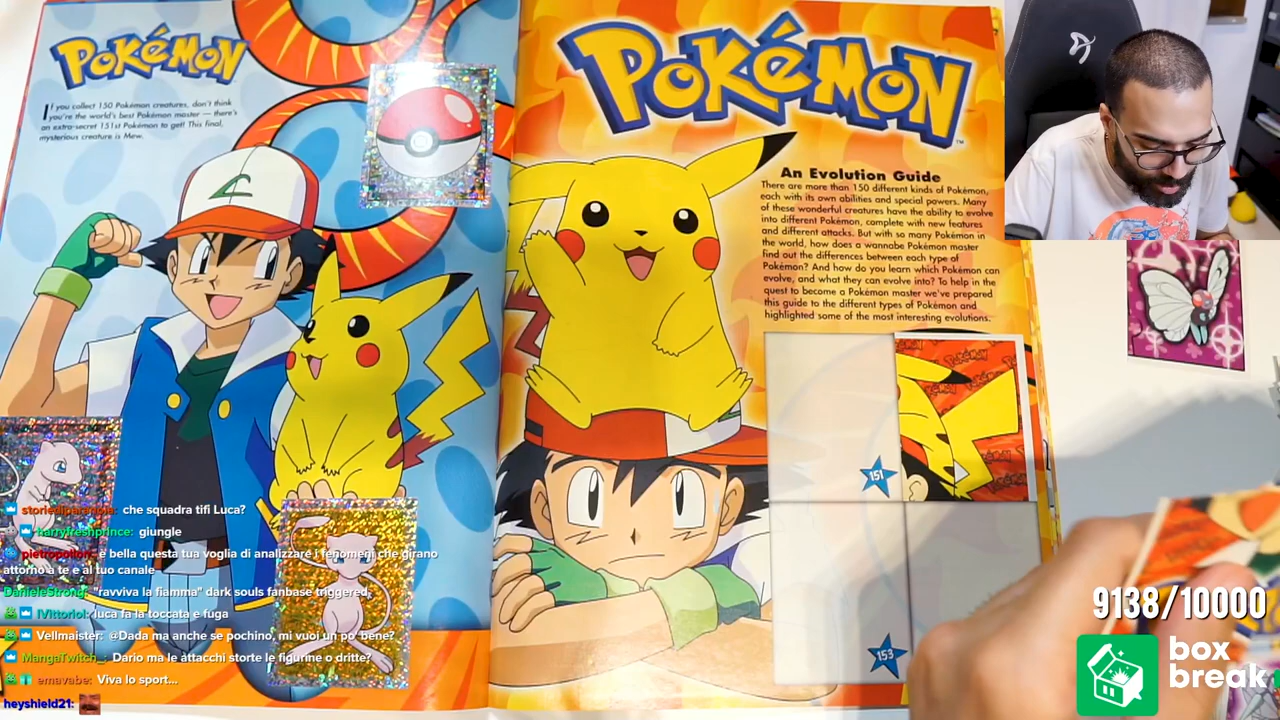 POKÉMON
If you collect 150 Pokémon creatures, don't think
you're the world's best Pokémon master — there's
an extra-secret 151st Pokémon to get! This final,
mysterious creature is Mew.
POKÉMON
TM
An Evolution Guide
There are more than 150 different kinds of Pokémon,
each with its own abilities and special powers. Many
of these wonderful creatures have the ability to evolve
into different Pokémon, complete with new features
and different attacks. But with so many Pokémon in
the world, how does a wannabe Pokémon master
find out the differences between each type of
Pokémon? And how do you learn which Pokémon can
evolve, and what they can evolve into? To help in the
quest to become a Pokémon master we've prepared
this guide to the different types of Pokémon and
highlighted some of the most interesting evolutions.
151
153
che squadra tifi Luca?
harryfreshprince: giungle
pietropollon: è bella questa tua voglia di analizzare i fenomeni che girano
attorno a te e al tuo canale
DanieleStrong: "ravviva la fiamma" dark souls fanbase triggered
IVittorioI: luca fa la toccata e fuga
Vellmaister: @Dada ma anche se pochino, mi vuoi un po' bene?
MangaTwitch_: Dario ma le attacchi storte le figurine o dritte?
emavabe: Viva lo sport...
heyshield21:
9138/10000
box
break